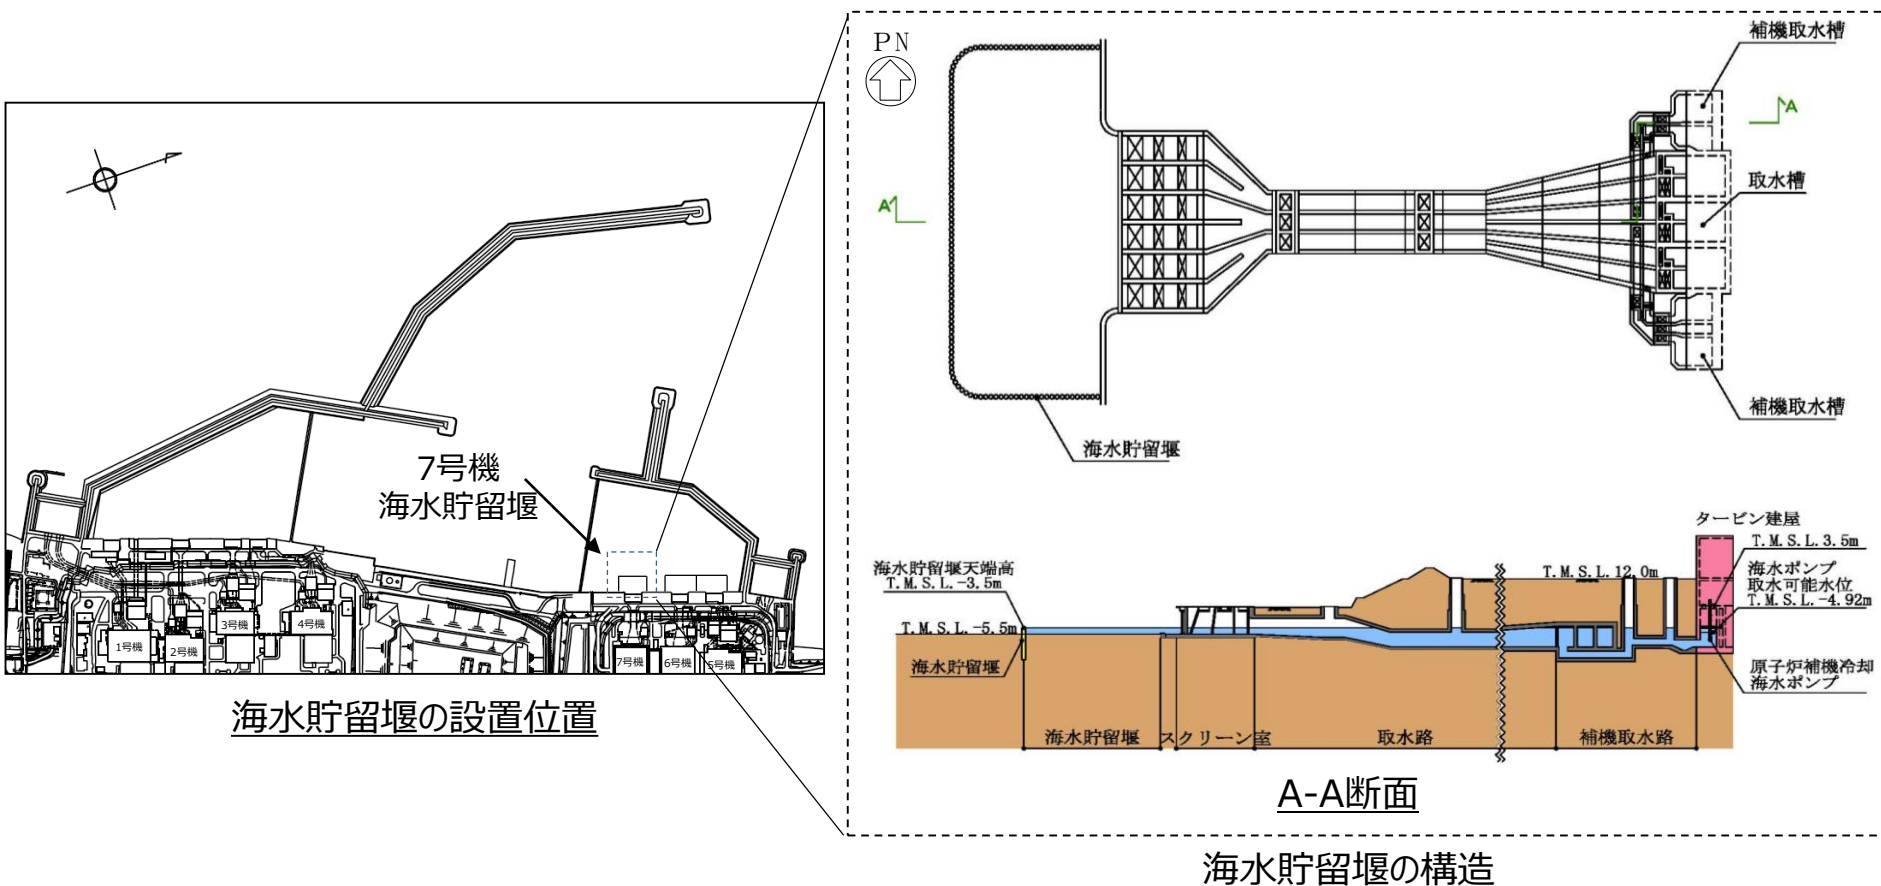 7号機
海水貯留堰
1号機
2号機
3号機
4号機
7号機
6号機
5号機
海水貯留堰の設置位置
PN
補機取水槽
A
取水槽
A
補機取水槽
海水貯留堰
タービン建屋
T.M.S.L.3.5m
海水貯留堰天端高
T.M.S.L.-3.5m
T.M.S.L.12.0m
海水ポンプ
取水可能水位
T.M.S.L.-4.92m
T.M.S.L.-5.5m
海水貯留堰
原子炉補機冷却
海水ポンプ
海水貯留堰
スクリーン室
取水路
補機取水路
A-A断面
海水貯留堰の構造